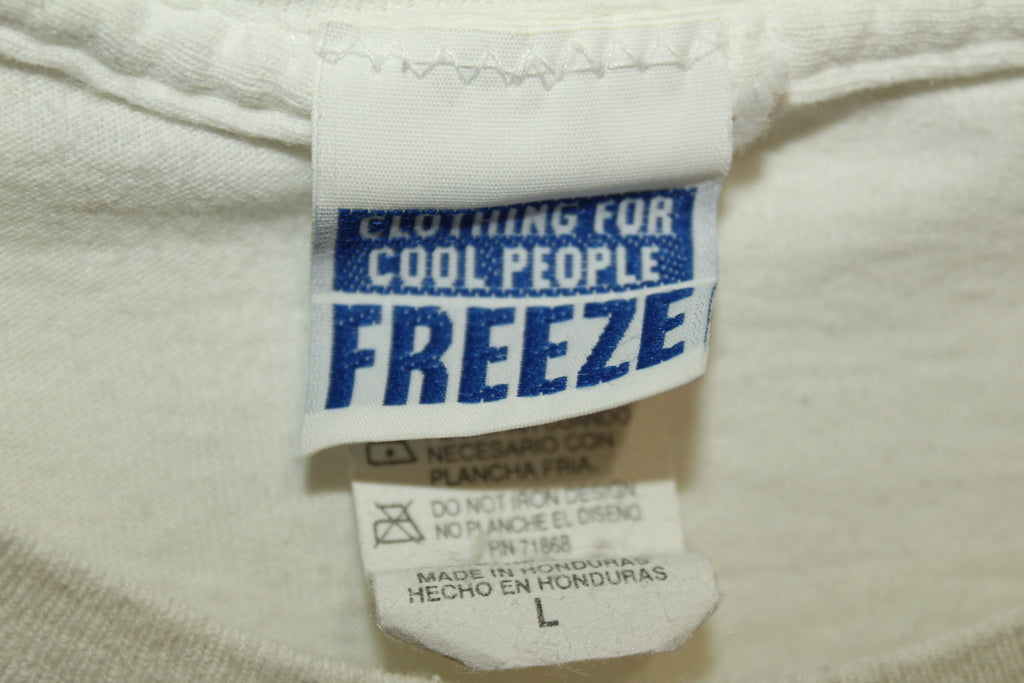 CLOTHING FOR
COOL PEOPLE
FREEZE
NECESARIO CON
PLANCHA FRIA.
DO NOT IRON DESIGN
NO PLANCHE EL DISENO.
PN 71868
MADE IN HONDURAS
HECHO EN HONDURAS
L